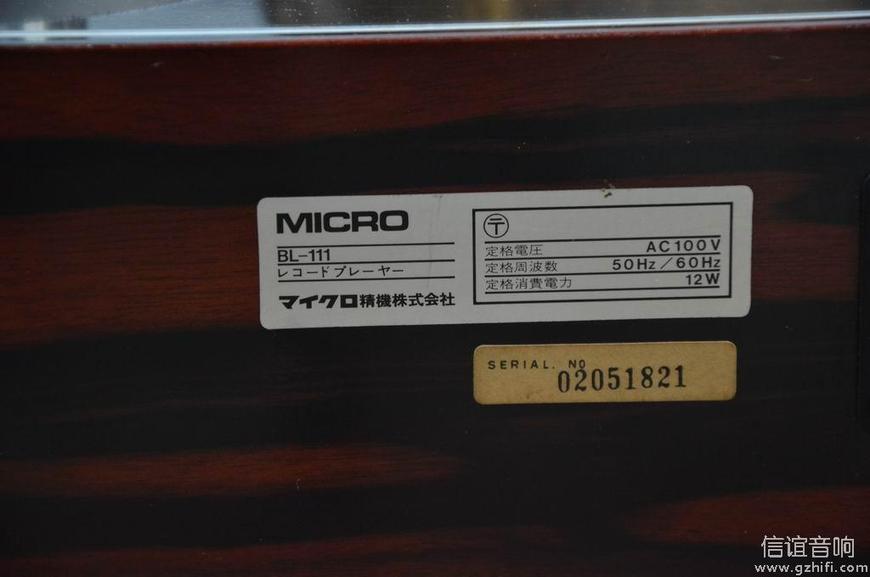 MICRO
BL-111
レコードプレーヤー
マイクロ精機株式会社
〒
定格電圧 AC100V
定格周波数 50Hz/60Hz
定格消費電力 12W
SERIAL. NO 02051821
信谊音响
www.gzhifi.com